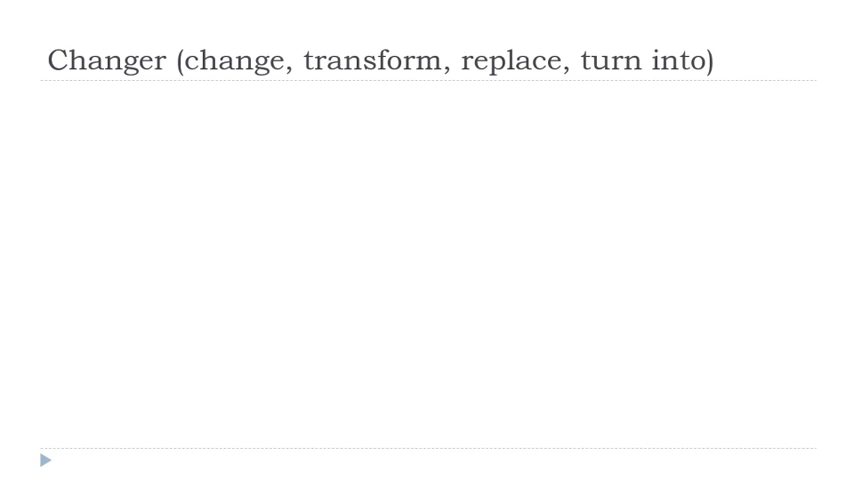 Changer (change, transform, replace, turn into)